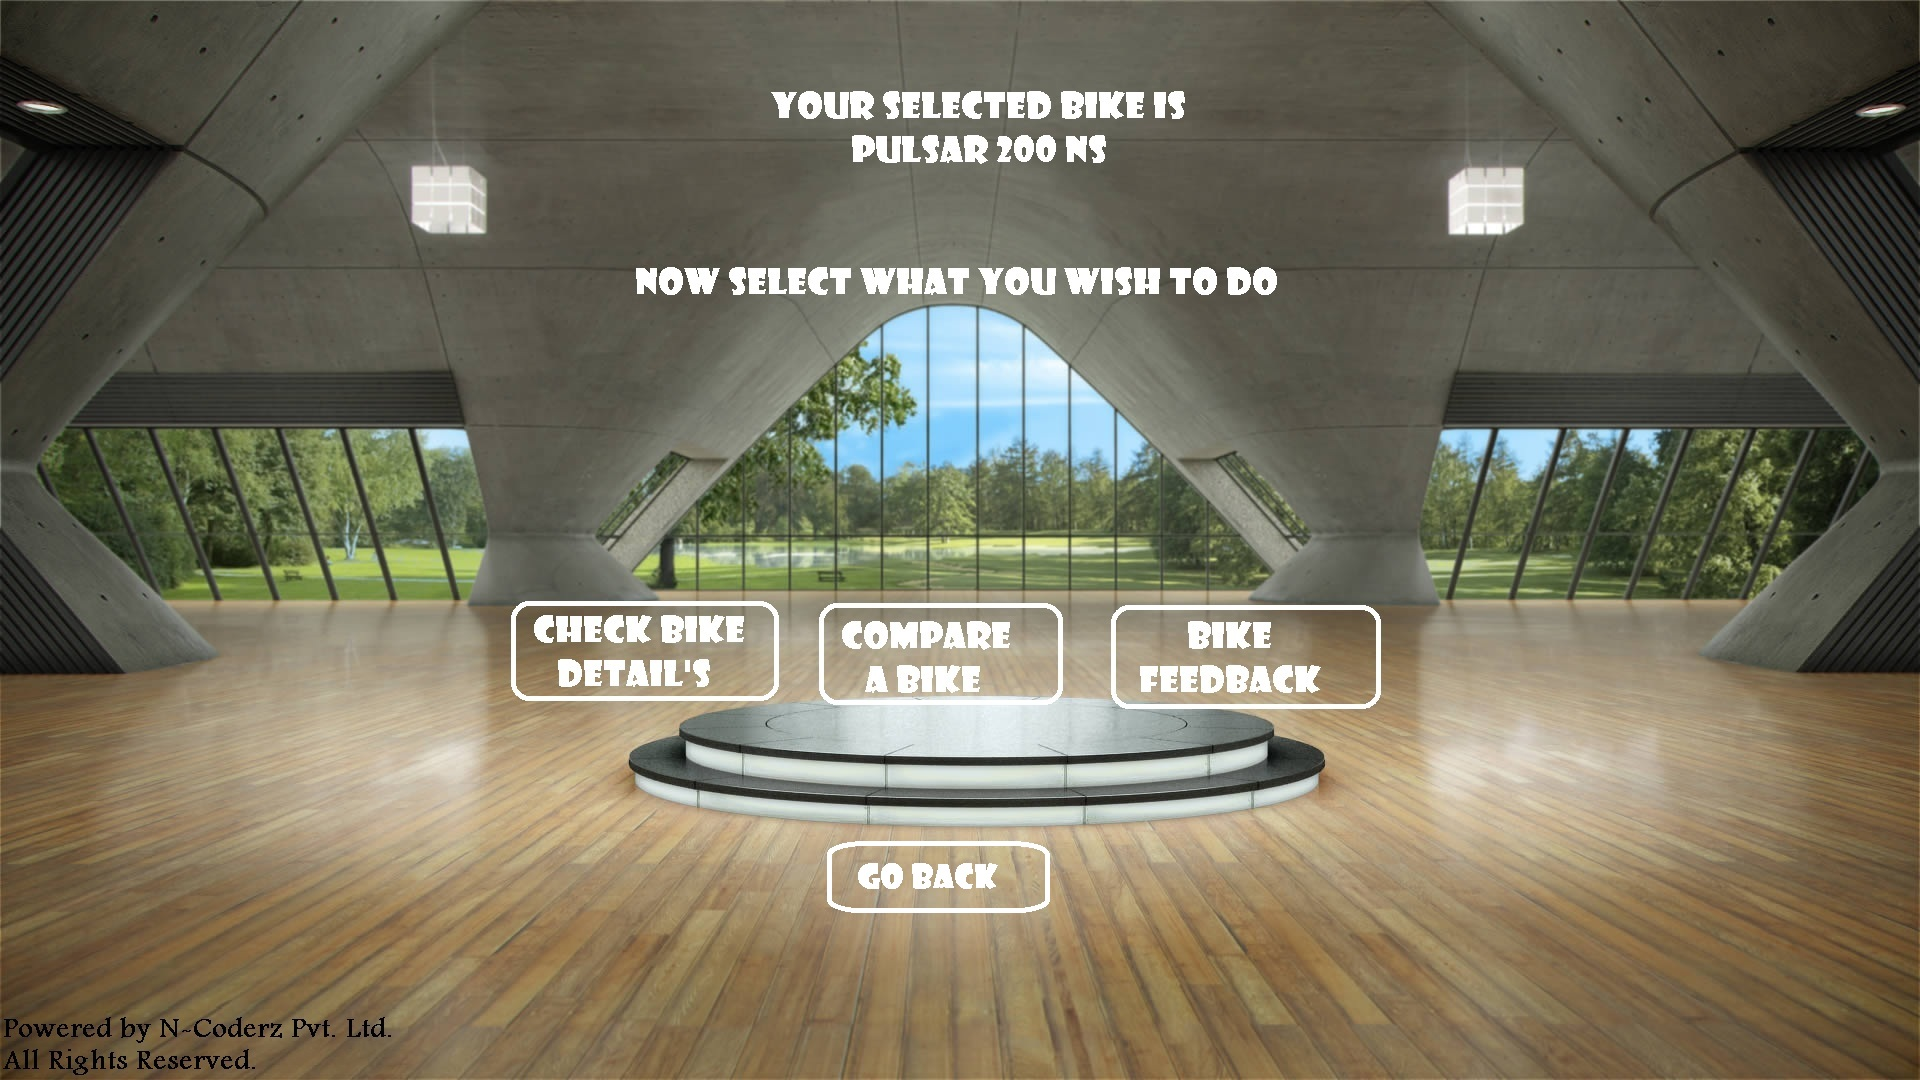 YOUR SELECTED BIKE IS
PULSAR 200 NS
NOW SELECT WHAT YOU WISH TO DO
CHECK BIKE
DETAIL'S
COMPARE
A BIKE
BIKE
FEEDBACK
GO BACK
Powered by N~Coderz Pvt. Ltd.
All Rights Reserved.